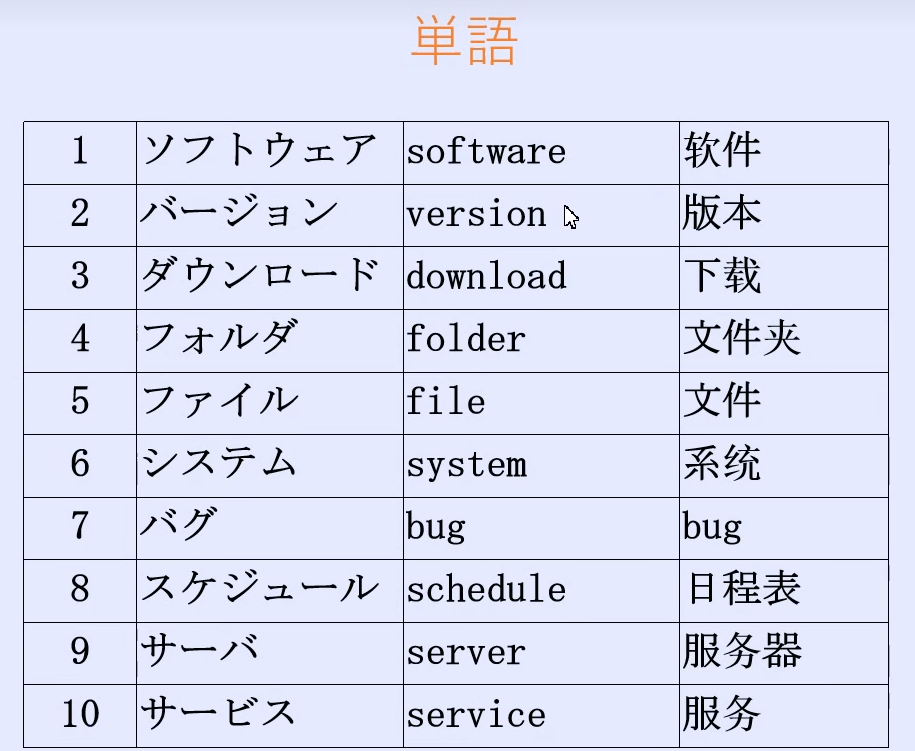 単語
1 ソフトウェア software 软件
2 バージョン version 版本
3 ダウンロード download 下载
4 フォルダ folder 文件夹
5 ファイル file 文件
6 システム system 系统
7 バグ bug bug
8 スケジュール schedule 日程表
9 サーバ server 服务器
10 サービス service 服务